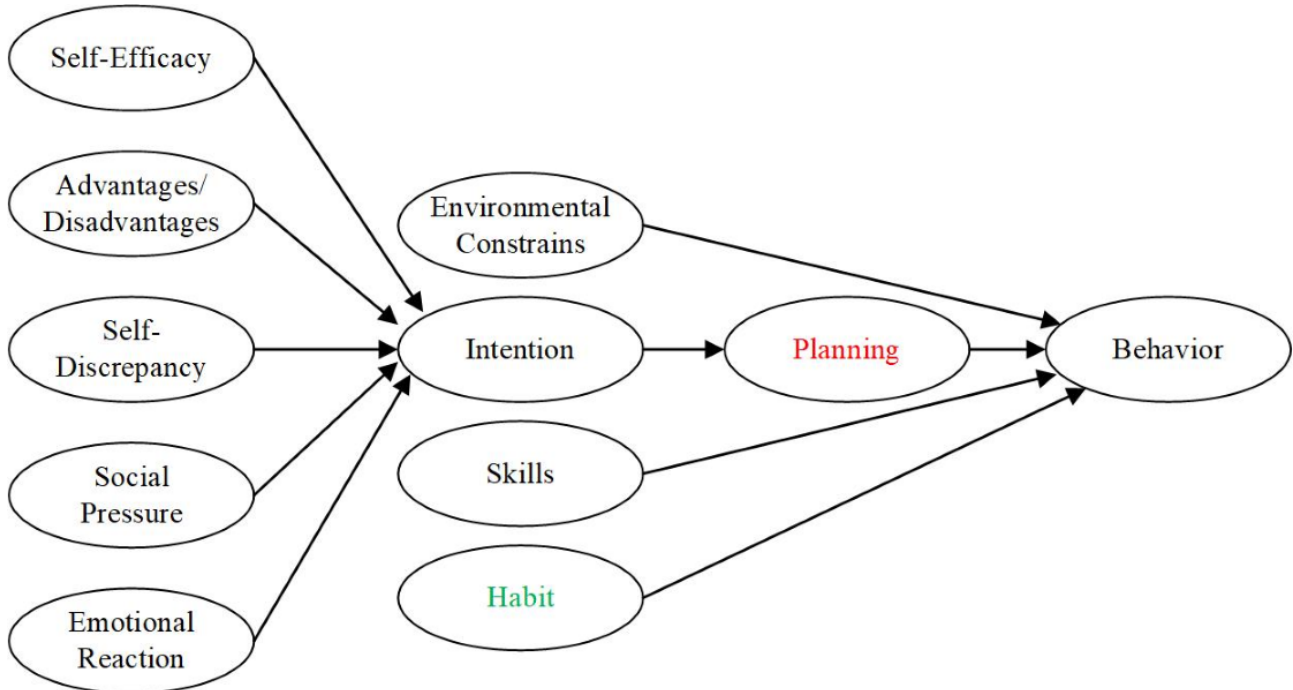 Self-Efficacy
Advantages/
Disadvantages
Self-
Discrepancy
Social
Pressure
Emotional
Reaction
Environmental
Constrains
Intention
Skills
Habit
Planning
Behavior